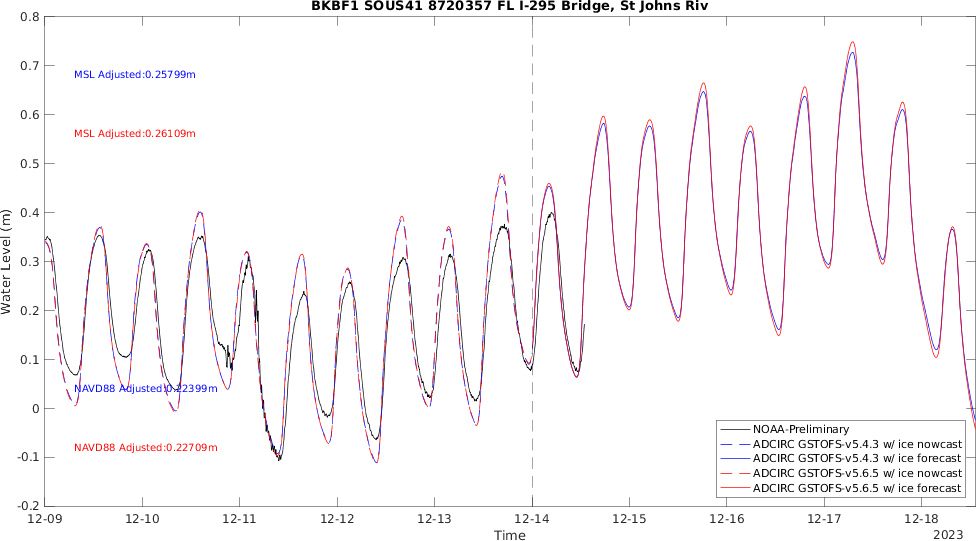 BKBF1 SOUS41 8720357 FL I-295 Bridge, St Johns Riv
0.8
0.7
0.6
0.5
0.4
0.3
0.2
0.1
0
-0.1
-0.2
Water Level (m)
MSL Adjusted:0.25799m
MSL Adjusted:0.26109m
NAVD88 Adjusted:0.22399m
NAVD88 Adjusted:0.22709m
NOAA-Preliminary
ADCIRC GSTOFS-v5.4.3 w/ ice nowcast
ADCIRC GSTOFS-v5.4.3 w/ ice forecast
ADCIRC GSTOFS-v5.6.5 w/ ice nowcast
ADCIRC GSTOFS-v5.6.5 w/ ice forecast
12-09 12-10 12-11 12-12 12-13 12-14 12-15 12-16 12-17 12-18
Time
2023